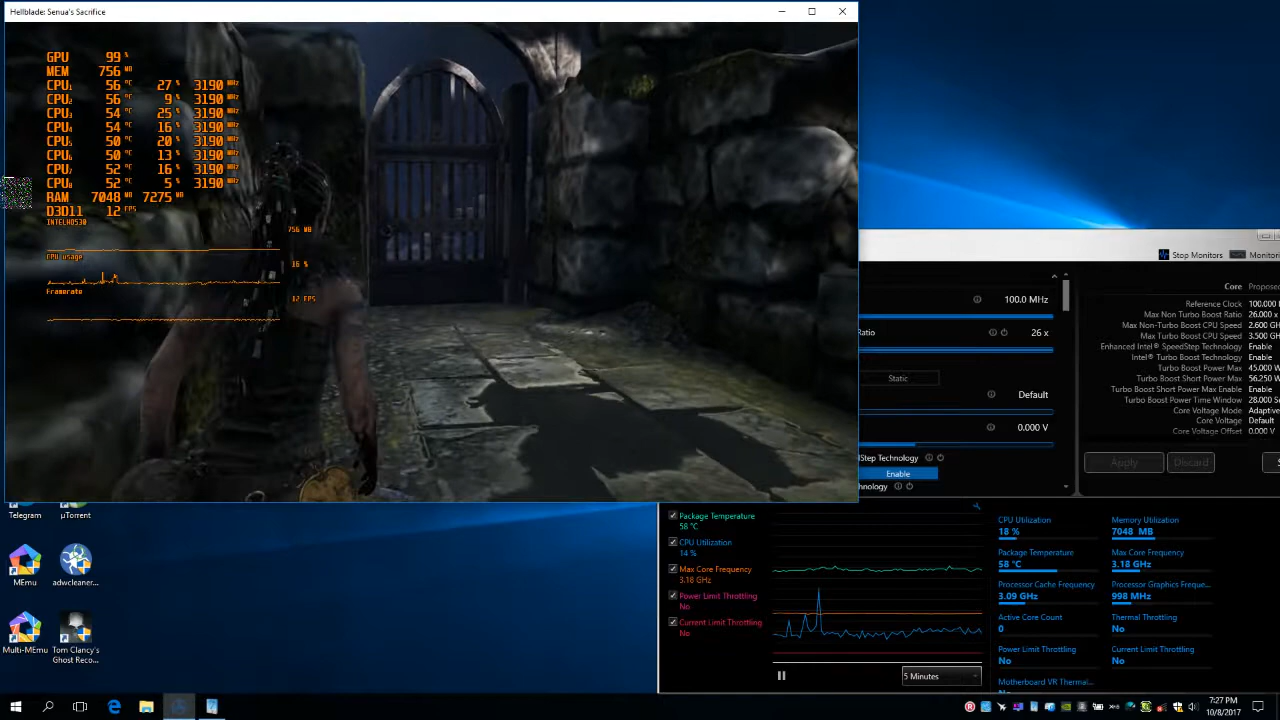 Hellblade: Senua's Sacrifice
GPU 99 %
MEM 756 MB
CPU1 56 °C 27 % 3190 MHz
CPU2 56 °C 9 % 3190 MHz
CPU3 54 °C 25 % 3190 MHz
CPU4 54 °C 16 % 3190 MHz
CPU5 50 °C 20 % 3190 MHz
CPU6 50 °C 13 % 3190 MHz
CPU7 52 °C 16 % 3190 MHz
CPU8 52 °C 5 % 3190 MHz
RAM 7048 MB 7275 MB
D3D11 12 FPS
INTELHD530
756 MB
CPU usage
16 %
Framerate
12 FPS
Stop Monitors
Monitori
100.0 MHz
Ratio
26 x
Static
Default
0.000 V
dStep Technology
Enable
hnology
Core Propose
Reference Clock 100.000
Max Non Turbo Boost Ratio 26.000 x
Max Non-Turbo Boost CPU Speed 2.600 GH
Max Turbo Boost CPU Speed 3.500 GH
Enhanced Intel® SpeedStep Technology Enable
Intel® Turbo Boost Technology Enable
Turbo Boost Power Max 45.000 W
Turbo Boost Short Power Max 56.250 W
Turbo Boost Short Power Max Enable Enable
Turbo Boost Power Time Window 28.000 S
Core Voltage Mode Adaptive
Core Voltage Default
Core Voltage Offset 0.000 V
Apply
Discard
S
Telegram
µTorrent
MEmu
adwcleaner...
Multi-MEmu
Tom Clancy's
Ghost Reco...
Package Temperature
58 °C
CPU Utilization
14 %
Max Core Frequency
3.18 GHz
Power Limit Throttling
No
Current Limit Throttling
No
5 Minutes
CPU Utilization
18 %
Memory Utilization
7048 MB
Package Temperature
58 °C
Max Core Frequency
3.18 GHz
Processor Cache Frequency
3.09 GHz
Processor Graphics Freque...
998 MHz
Active Core Count
0
Thermal Throttling
No
Power Limit Throttling
No
Current Limit Throttling
No
Motherboard VR Thermal...
No
7:27 PM
10/8/2017